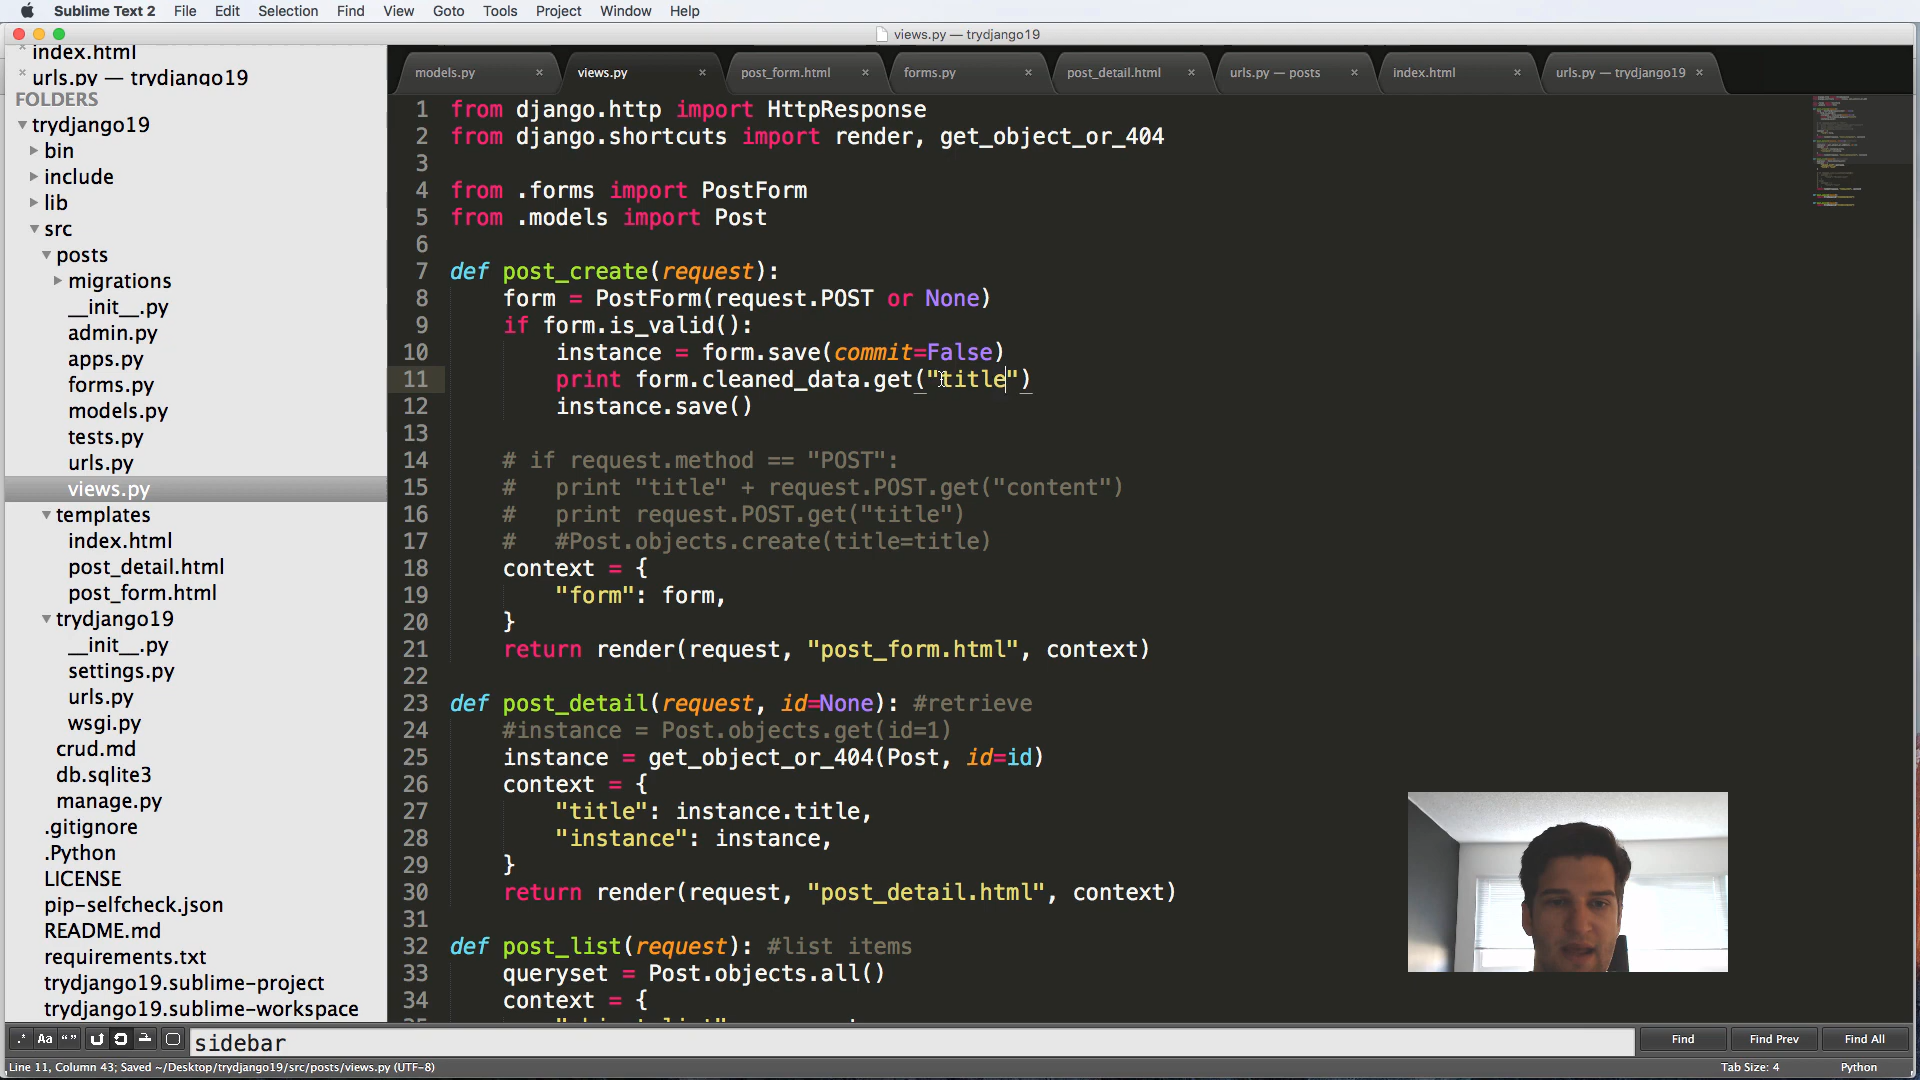 Sublime Text 2 File Edit Selection Find View Goto Tools Project Window Help
views.py — trydjango19
index.html
urls.py — trydjango19
FOLDERS
trydjango19
bin
include
lib
src
posts
migrations
__init__.py
admin.py
apps.py
forms.py
models.py
tests.py
urls.py
views.py
templates
index.html
post_detail.html
post_form.html
trydjango19
__init__.py
settings.py
urls.py
wsgi.py
crud.md
db.sqlite3
manage.py
.gitignore
.Python
LICENSE
pip-selfcheck.json
README.md
requirements.txt
trydjango19.sublime-project
trydjango19.sublime-workspace
models.py views.py post_form.html forms.py post_detail.html urls.py — posts index.html urls.py — trydjango19
1 from django.http import HttpResponse
2 from django.shortcuts import render, get_object_or_404
3
4 from .forms import PostForm
5 from .models import Post
6
7 def post_create(request):
8 form = PostForm(request.POST or None)
9 if form.is_valid():
10 instance = form.save(commit=False)
11 print form.cleaned_data.get("title")
12 instance.save()
13
14 # if request.method == "POST":
15 # print "title" + request.POST.get("content")
16 # print request.POST.get("title")
17 # #Post.objects.create(title=title)
18 context = {
19 "form": form,
20 }
21 return render(request, "post_form.html", context)
22
23 def post_detail(request, id=None): #retrieve
24 #instance = Post.objects.get(id=1)
25 instance = get_object_or_404(Post, id=id)
26 context = {
27 "title": instance.title,
28 "instance": instance,
29 }
30 return render(request, "post_detail.html", context)
31
32 def post_list(request): #list items
33 queryset = Post.objects.all()
34 context = {
.* Aa “” sidebar Find Find Prev Find All
Line 11, Column 43; Saved ~/Desktop/trydjango19/src/posts/views.py (UTF-8) Tab Size: 4 Python